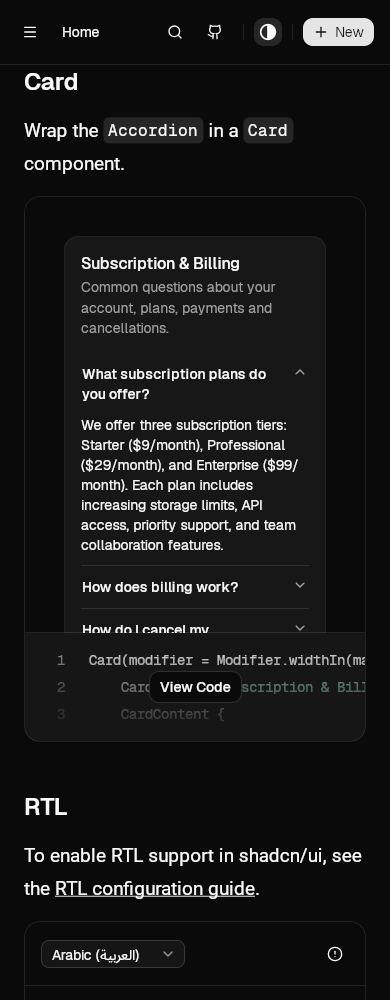 Home
New
Card
Wrap the Accordion in a Card
component.
Subscription & Billing
Common questions about your
account, plans, payments and
cancellations.
What subscription plans do
you offer?
We offer three subscription tiers:
Starter ($9/month), Professional
($29/month), and Enterprise ($99/
month). Each plan includes
increasing storage limits, API
access, priority support, and team
collaboration features.
How does billing work?
How do I cancel my
1 Card(modifier = Modifier.widthIn(ma
2 Card scription & Bill
View Code
3 CardContent {
RTL
To enable RTL support in shadcn/ui, see
the RTL configuration guide.
Arabic (العربية)